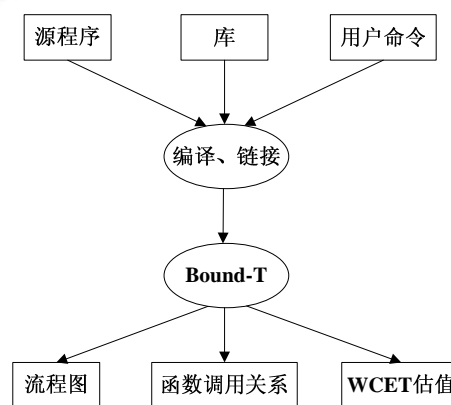 源程序
库
用户命令
编译、链接
Bound-T
流程图
函数调用关系
WCET估值